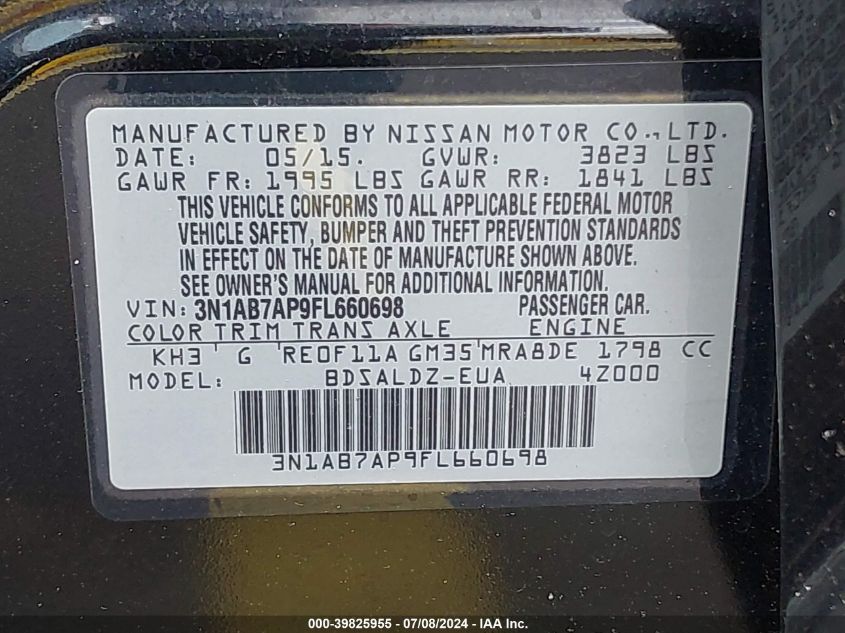 MANUFACTURED BY NISSAN MOTOR CO., LTD.
DATE: 05/15. GVWR: 3823 LBS
GAWR FR: 1995 LBS GAWR RR: 1841 LBS
THIS VEHICLE CONFORMS TO ALL APPLICABLE FEDERAL MOTOR
VEHICLE SAFETY, BUMPER AND THEFT PREVENTION STANDARDS
IN EFFECT ON THE DATE OF MANUFACTURE SHOWN ABOVE.
SEE OWNER'S MANUAL FOR ADDITIONAL INFORMATION.
VIN: 3N1AB7AP9FL660698 PASSENGER CAR.
COLOR TRIM TRANS AXLE ENGINE
KH3 G RE0F11A GM35 MRA8DE 1798 CC
MODEL: BDSALDZ-EUA 4Z000
3N1AB7AP9FL660698
000-39825955 - 07/08/2024 - IAA Inc.